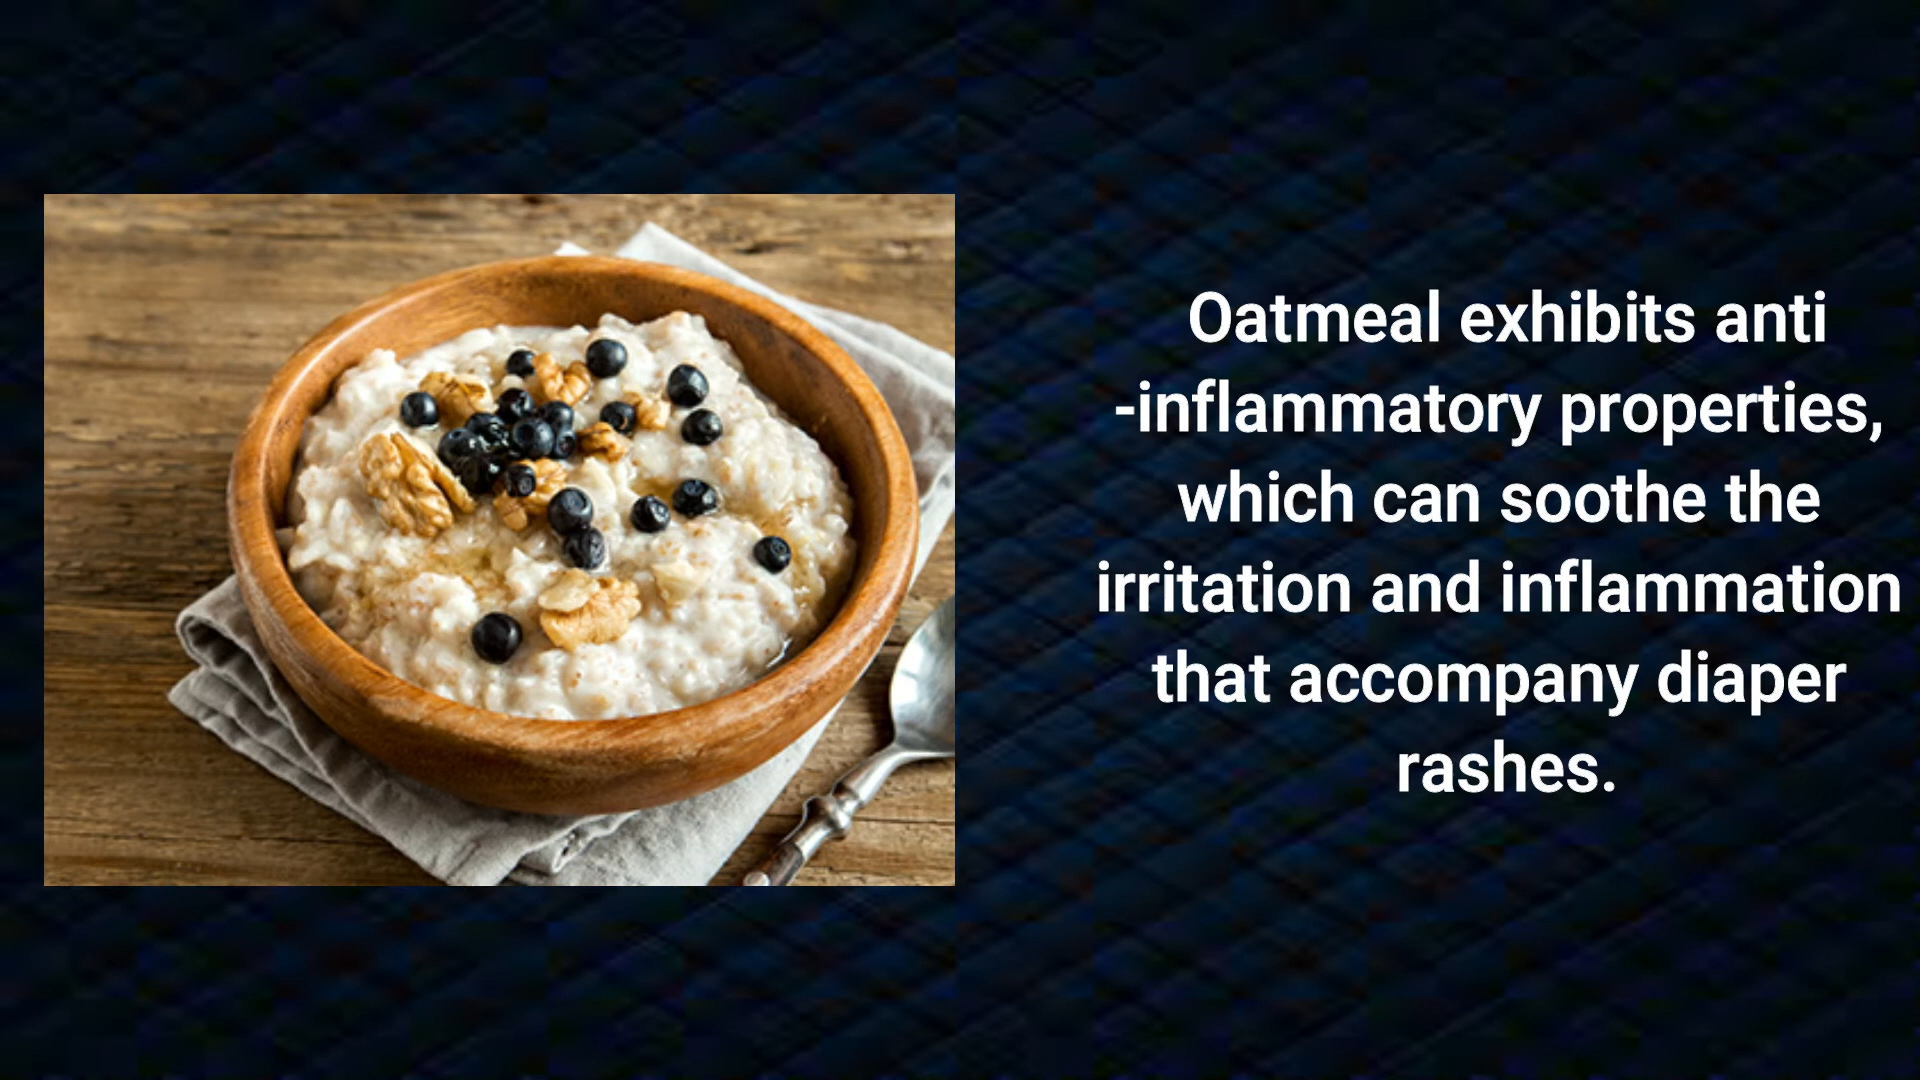 Oatmeal exhibits anti
-inflammatory properties,
which can soothe the
irritation and inflammation
that accompany diaper
rashes.